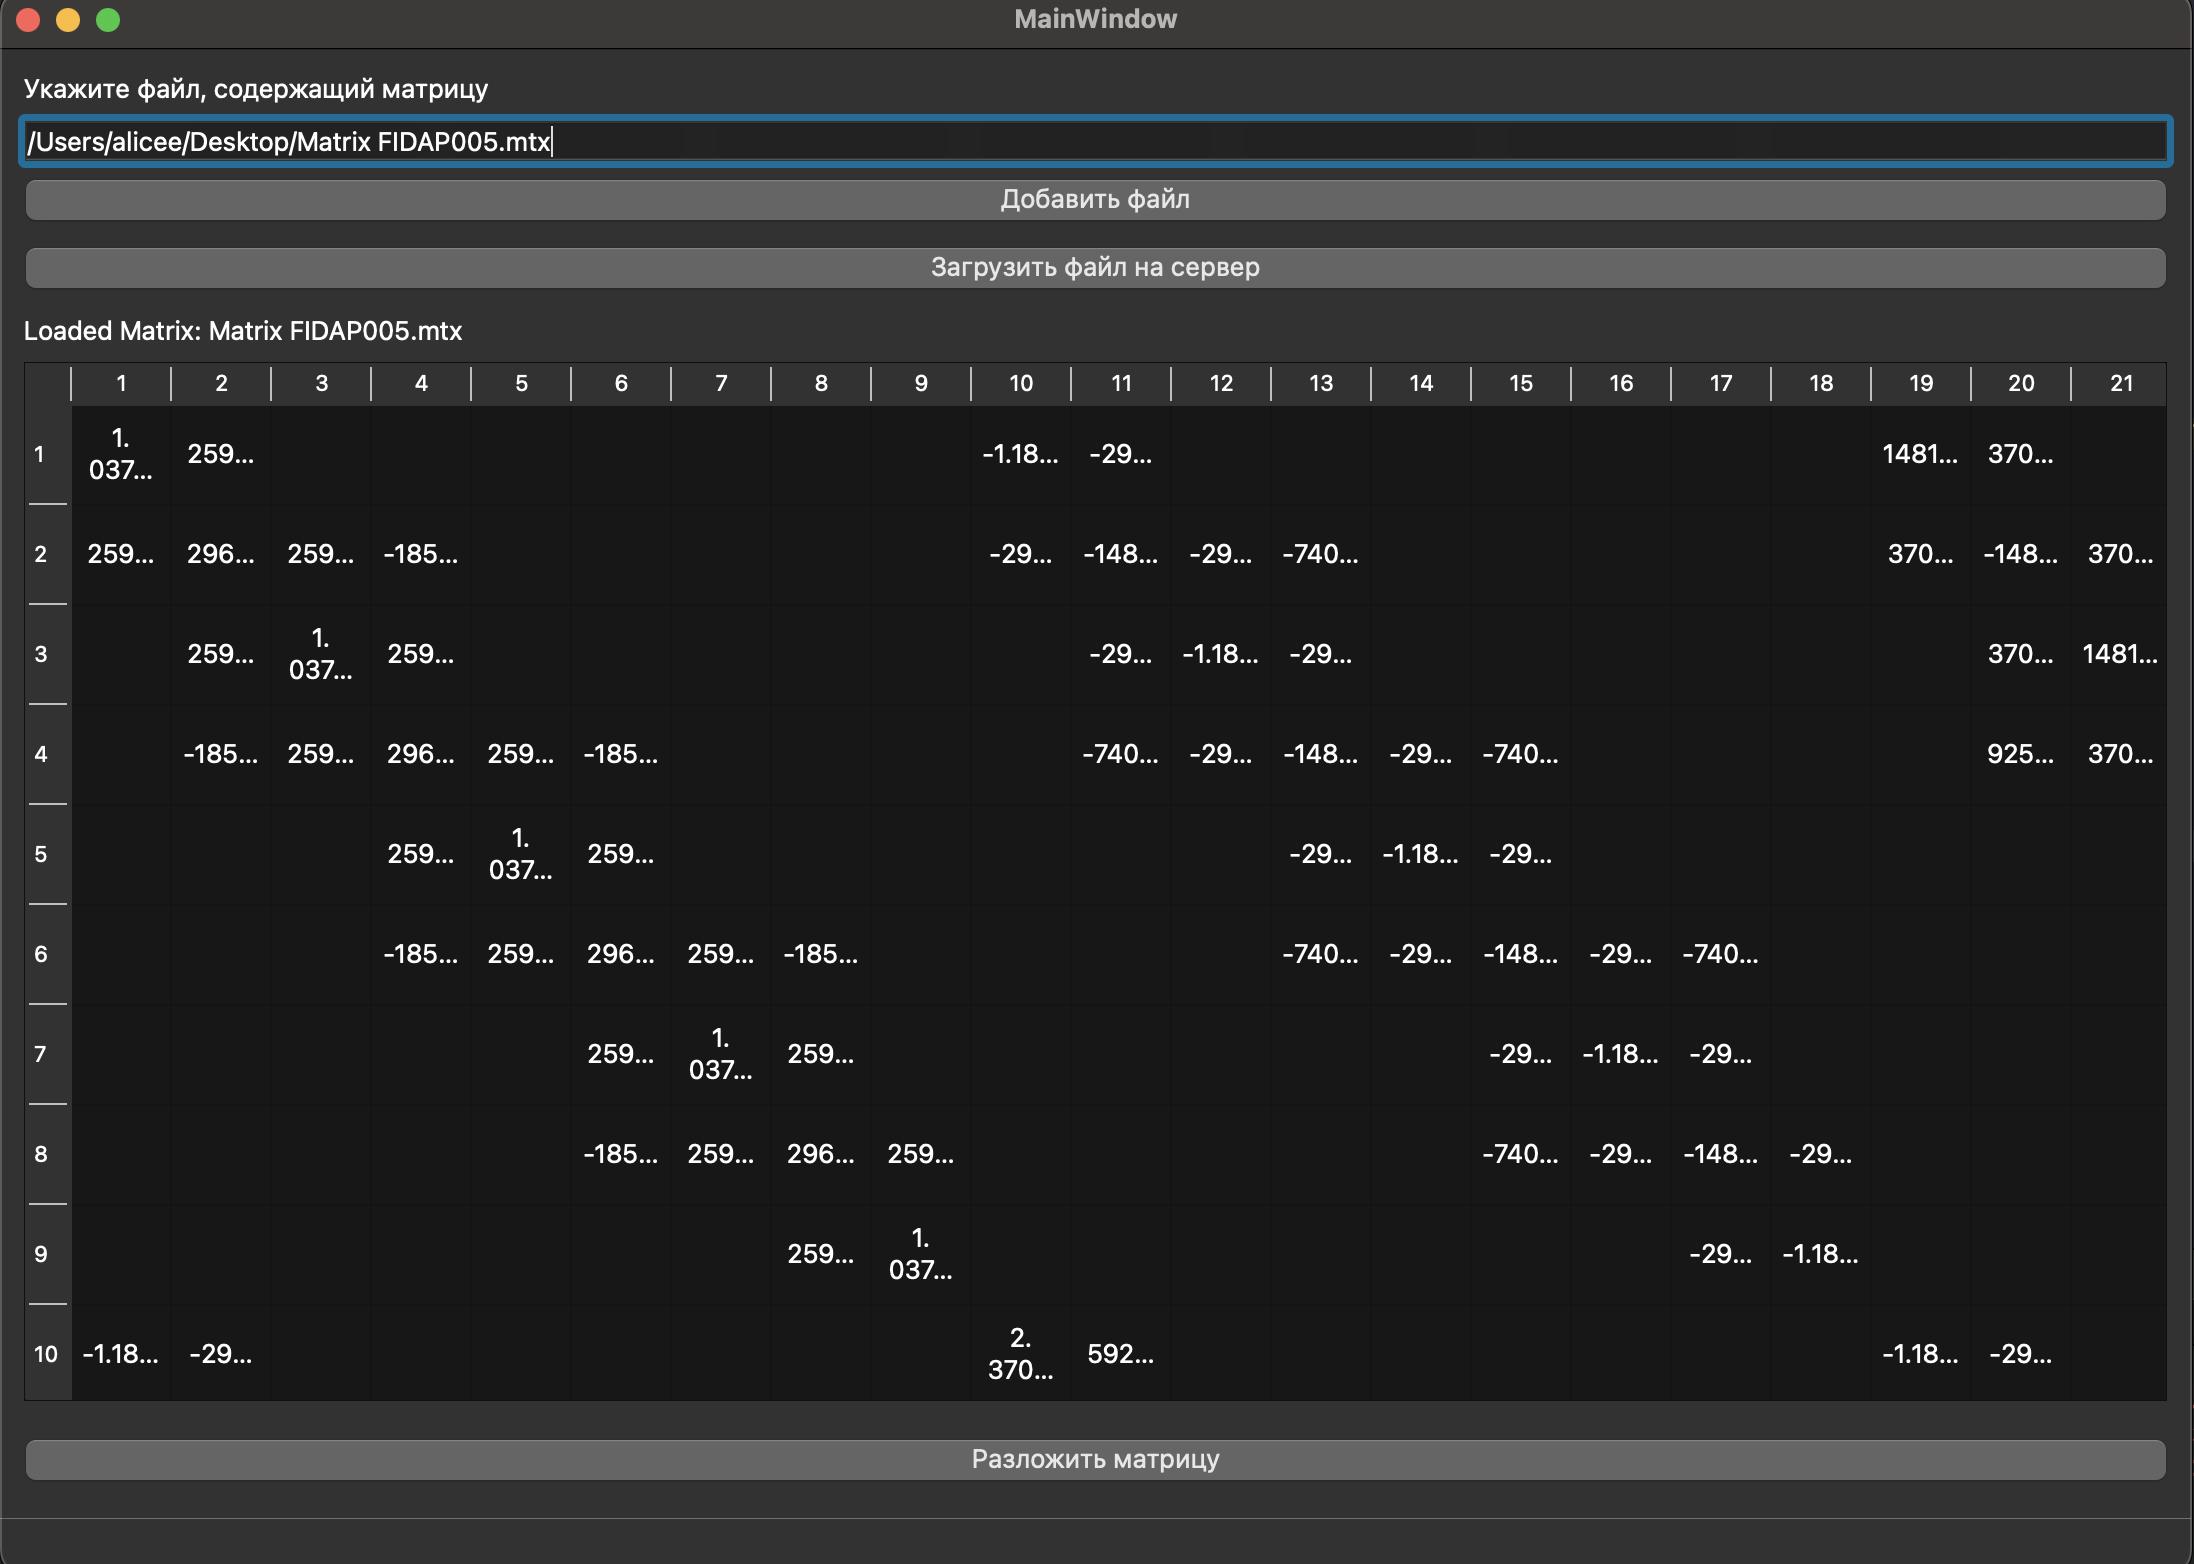 MainWindow
Укажите файл, содержащий матрицу
/Users/alicee/Desktop/Matrix FIDAP005.mtx
Добавить файл
Загрузить файл на сервер
Loaded Matrix: Matrix FIDAP005.mtx
1 2 3 4 5 6 7 8 9 10 11 12 13 14 15 16 17 18 19 20 21
1 1. 037... 259... -1.18... -29... 1481... 370...
2 259... 296... 259... -185... -29... -148... -29... -740... 370... -148... 370...
3 259... 1. 037... 259... -29... -1.18... -29... 370... 1481...
4 -185... 259... 296... 259... -185... -740... -29... -148... -29... -740... 925... 370...
5 259... 1. 037... 259... -29... -1.18... -29...
6 -185... 259... 296... 259... -185... -740... -29... -148... -29... -740...
7 259... 1. 037... 259... -29... -1.18... -29...
8 -185... 259... 296... 259... -740... -29... -148... -29...
9 259... 1. 037... -29... -1.18...
10 -1.18... -29... 2. 370... 592... -1.18... -29...
Разложить матрицу